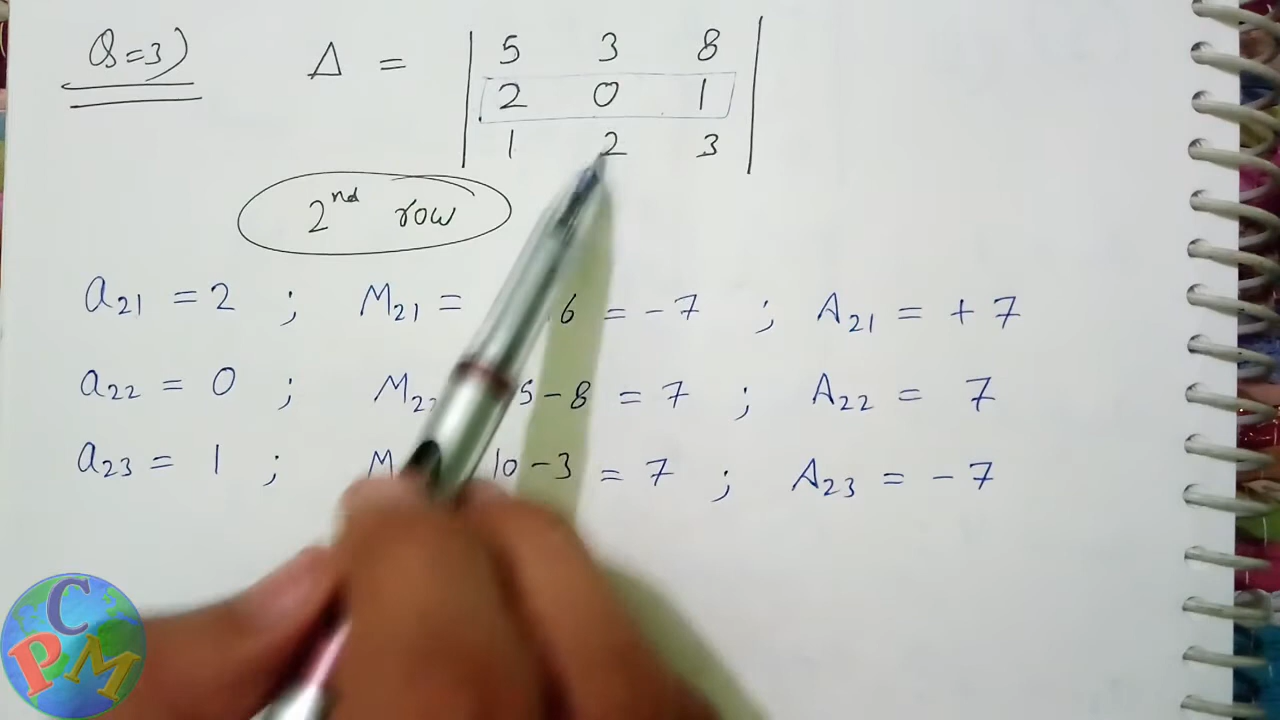 Q=3) Δ =
5 3 8
2 0 1
1 2 3
2nd row
a21 = 2 ; M21 = 6 = -7 ; A21 = + 7
a22 = 0 ; M22 5 - 8 = 7 ; A22 = 7
a23 = 1 ; M 10 - 3 = 7 ; A23 = - 7
CPM